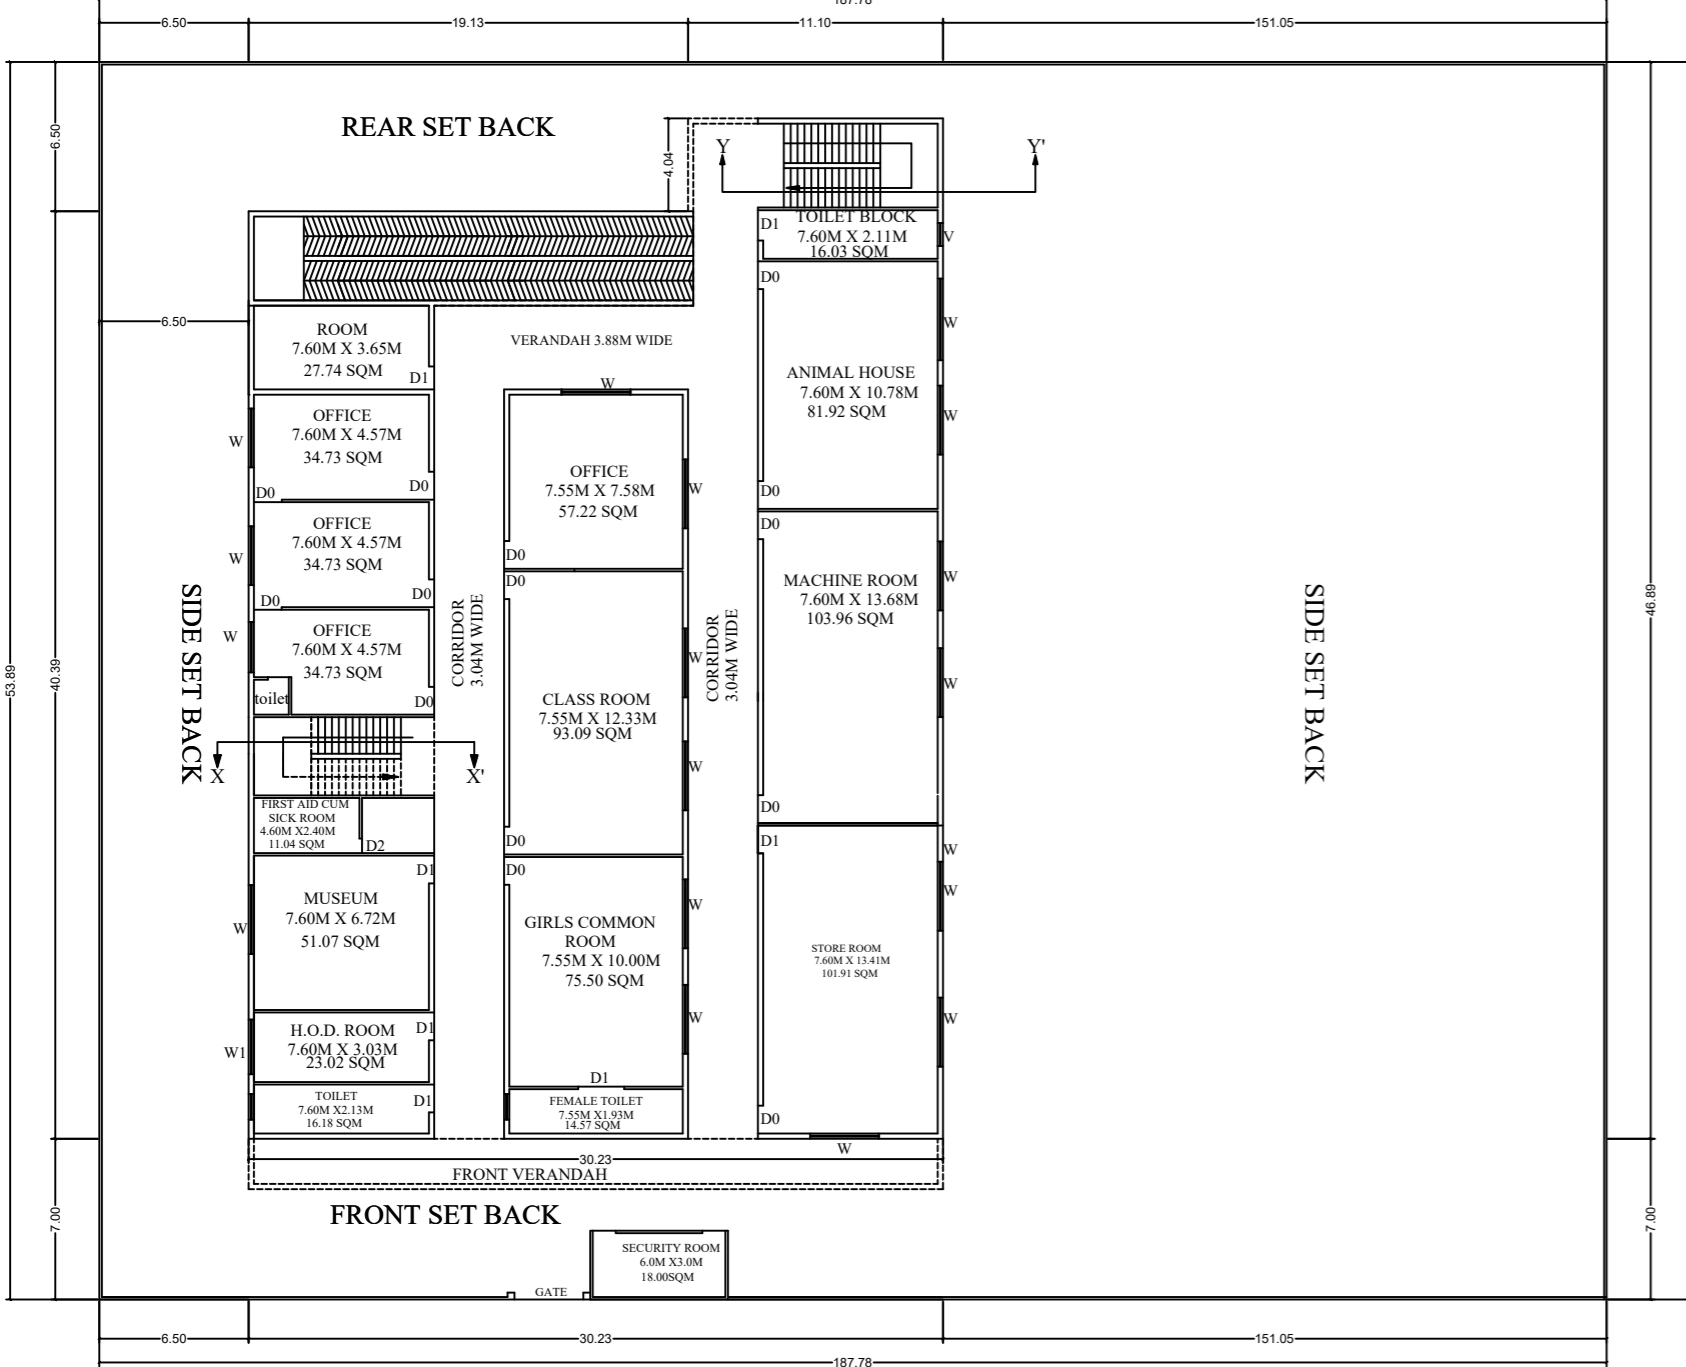 187.78
6.50
19.13
11.10
151.05
REAR SET BACK
6.50
4.04
Y
Y'
TOILET BLOCK
7.60M X 2.11M
16.03 SQM
D1
V
D0
6.50
ROOM
7.60M X 3.65M
27.74 SQM
D1
VERANDAH 3.88M WIDE
W
ANIMAL HOUSE
7.60M X 10.78M
81.92 SQM
W
W
D0
OFFICE
7.60M X 4.57M
34.73 SQM
W
D0
D0
OFFICE
7.55M X 7.58M
57.22 SQM
W
D0
D0
MACHINE ROOM
7.60M X 13.68M
103.96 SQM
W
W
D0
OFFICE
7.60M X 4.57M
34.73 SQM
W
D0
D0
OFFICE
7.60M X 4.57M
34.73 SQM
W
toilet
D0
CORRIDOR
3.04M WIDE
D0
CLASS ROOM
7.55M X 12.33M
93.09 SQM
W
W
D0
CORRIDOR
3.04M WIDE
SIDE SET BACK
SIDE SET BACK
53.89
40.39
46.89
X
X'
FIRST AID CUM
SICK ROOM
4.60M X2.40M
11.04 SQM
D2
D1
MUSEUM
7.60M X 6.72M
51.07 SQM
W
D0
GIRLS COMMON
ROOM
7.55M X 10.00M
75.50 SQM
W
W
D1
D1
STORE ROOM
7.60M X 13.41M
101.91 SQM
W
W
W
D0
W
H.O.D. ROOM
7.60M X 3.03M
23.02 SQM
D1
W1
TOILET
7.60M X2.13M
16.18 SQM
D1
FEMALE TOILET
7.55M X1.93M
14.57 SQM
30.23
FRONT VERANDAH
FRONT SET BACK
7.00
7.00
SECURITY ROOM
6.0M X3.0M
18.00SQM
GATE
6.50
30.23
151.05
187.78